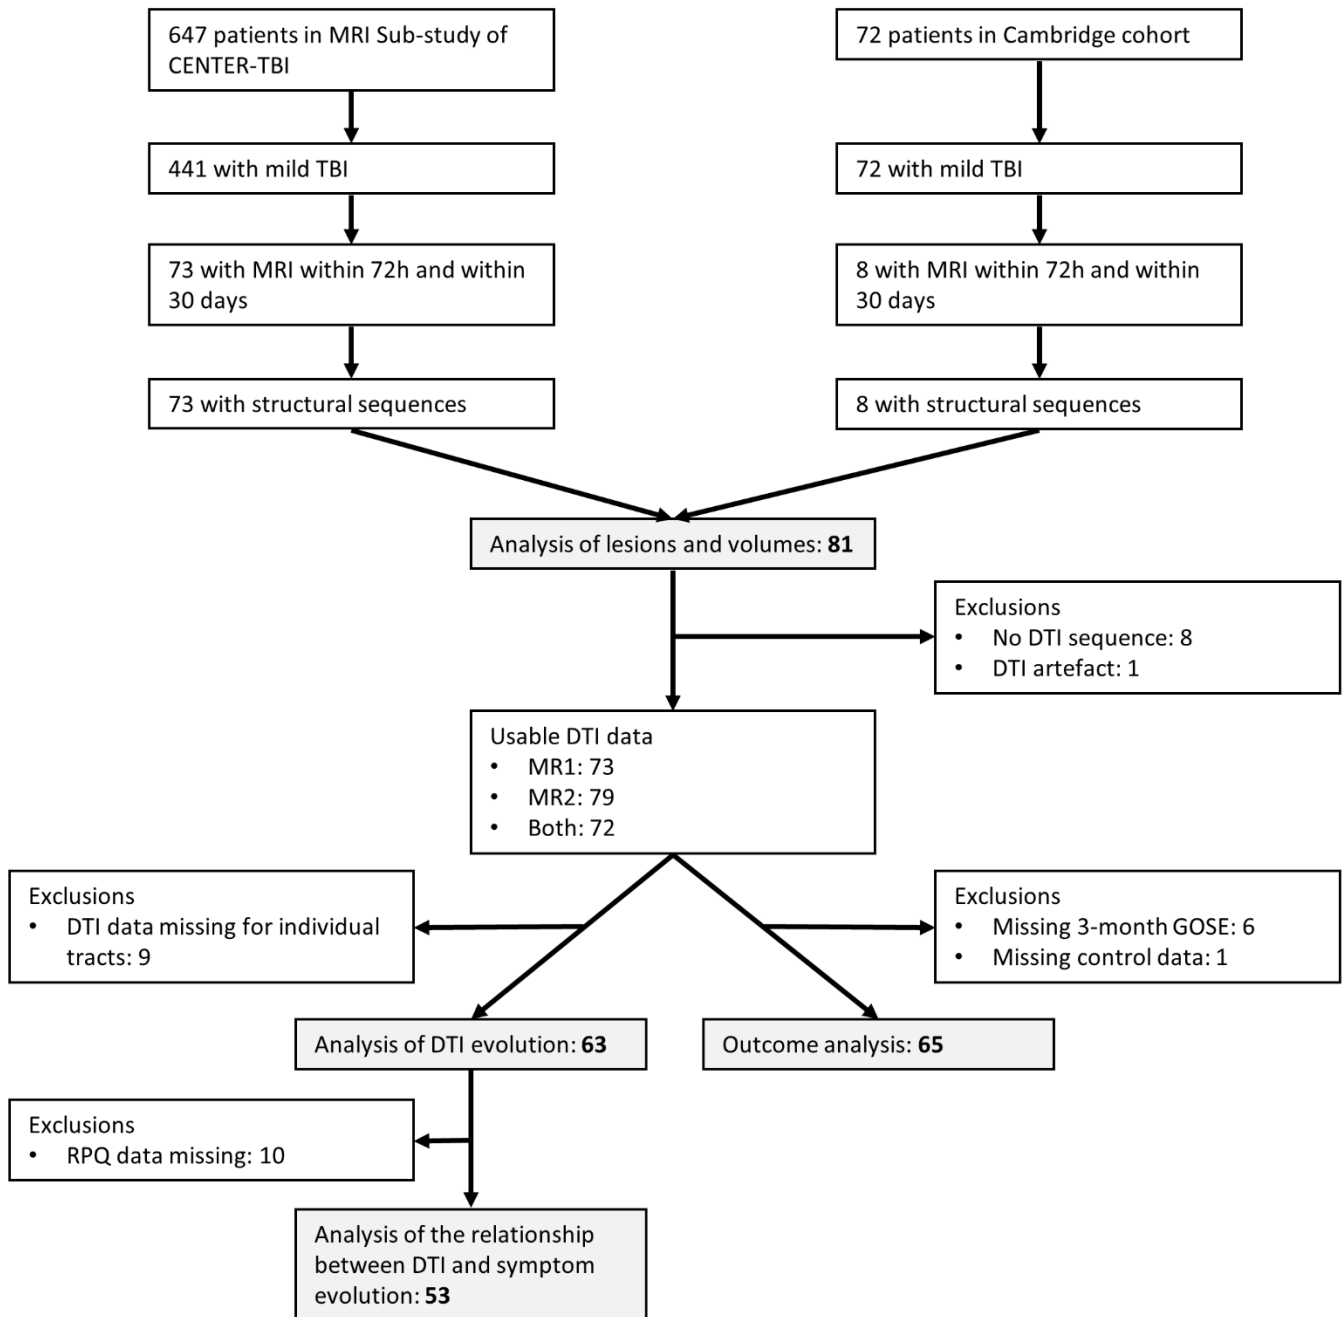 647 patients in MRI Sub-study of
CENTER-TBI
72 patients in Cambridge cohort
441 with mild TBI
72 with mild TBI
73 with MRI within 72h and within
30 days
8 with MRI within 72h and within
30 days
73 with structural sequences
8 with structural sequences
Analysis of lesions and volumes: 81
Exclusions
• No DTI sequence: 8
• DTI artefact: 1
Usable DTI data
• MR1: 73
• MR2: 79
• Both: 72
Exclusions
• DTI data missing for individual
tracts: 9
Exclusions
• Missing 3-month GOSE: 6
• Missing control data: 1
Analysis of DTI evolution: 63
Outcome analysis: 65
Exclusions
• RPQ data missing: 10
Analysis of the relationship
between DTI and symptom
evolution: 53